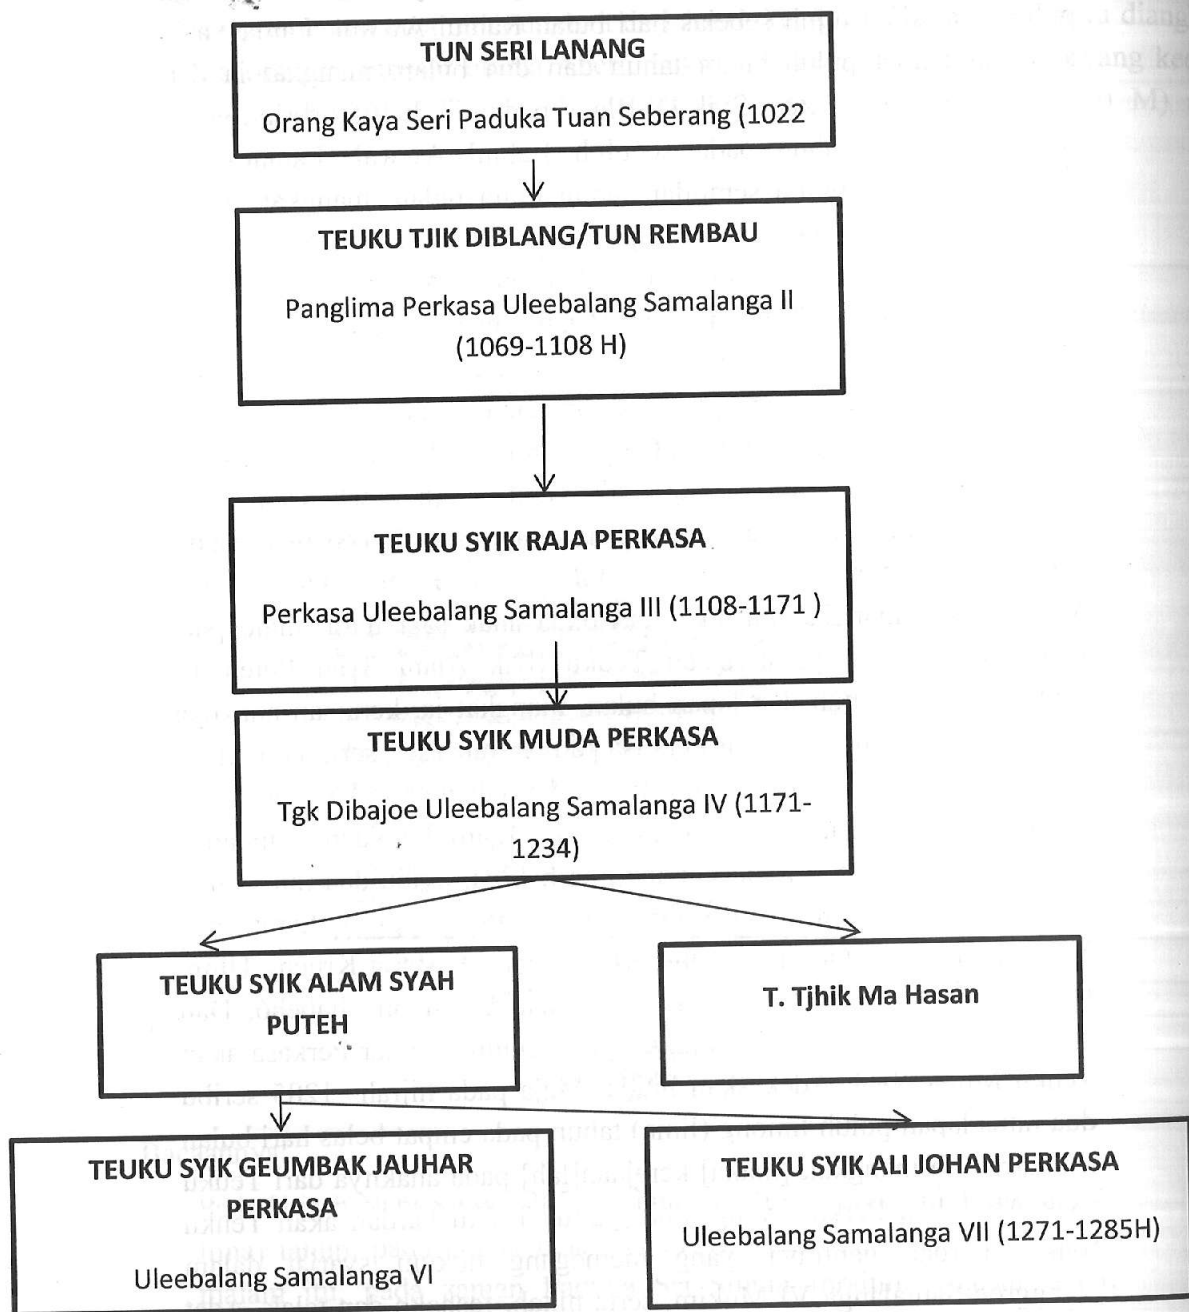 TUN SERI LANANG
Orang Kaya Seri Paduka Tuan Seberang (1022
TEUKU TJIK DIBLANG/TUN REMBAU
Panglima Perkasa Uleebalang Samalanga II
(1069-1108 H)
TEUKU SYIK RAJA PERKASA
Perkasa Uleebalang Samalanga III (1108-1171 )
TEUKU SYIK MUDA PERKASA
Tgk Dibajoe Uleebalang Samalanga IV (1171-
1234)
TEUKU SYIK ALAM SYAH
PUTEH
T. Tjhik Ma Hasan
TEUKU SYIK GEUMBAK JAUHAR
PERKASA
Uleebalang Samalanga VI
TEUKU SYIK ALI JOHAN PERKASA
Uleebalang Samalanga VII (1271-1285H)